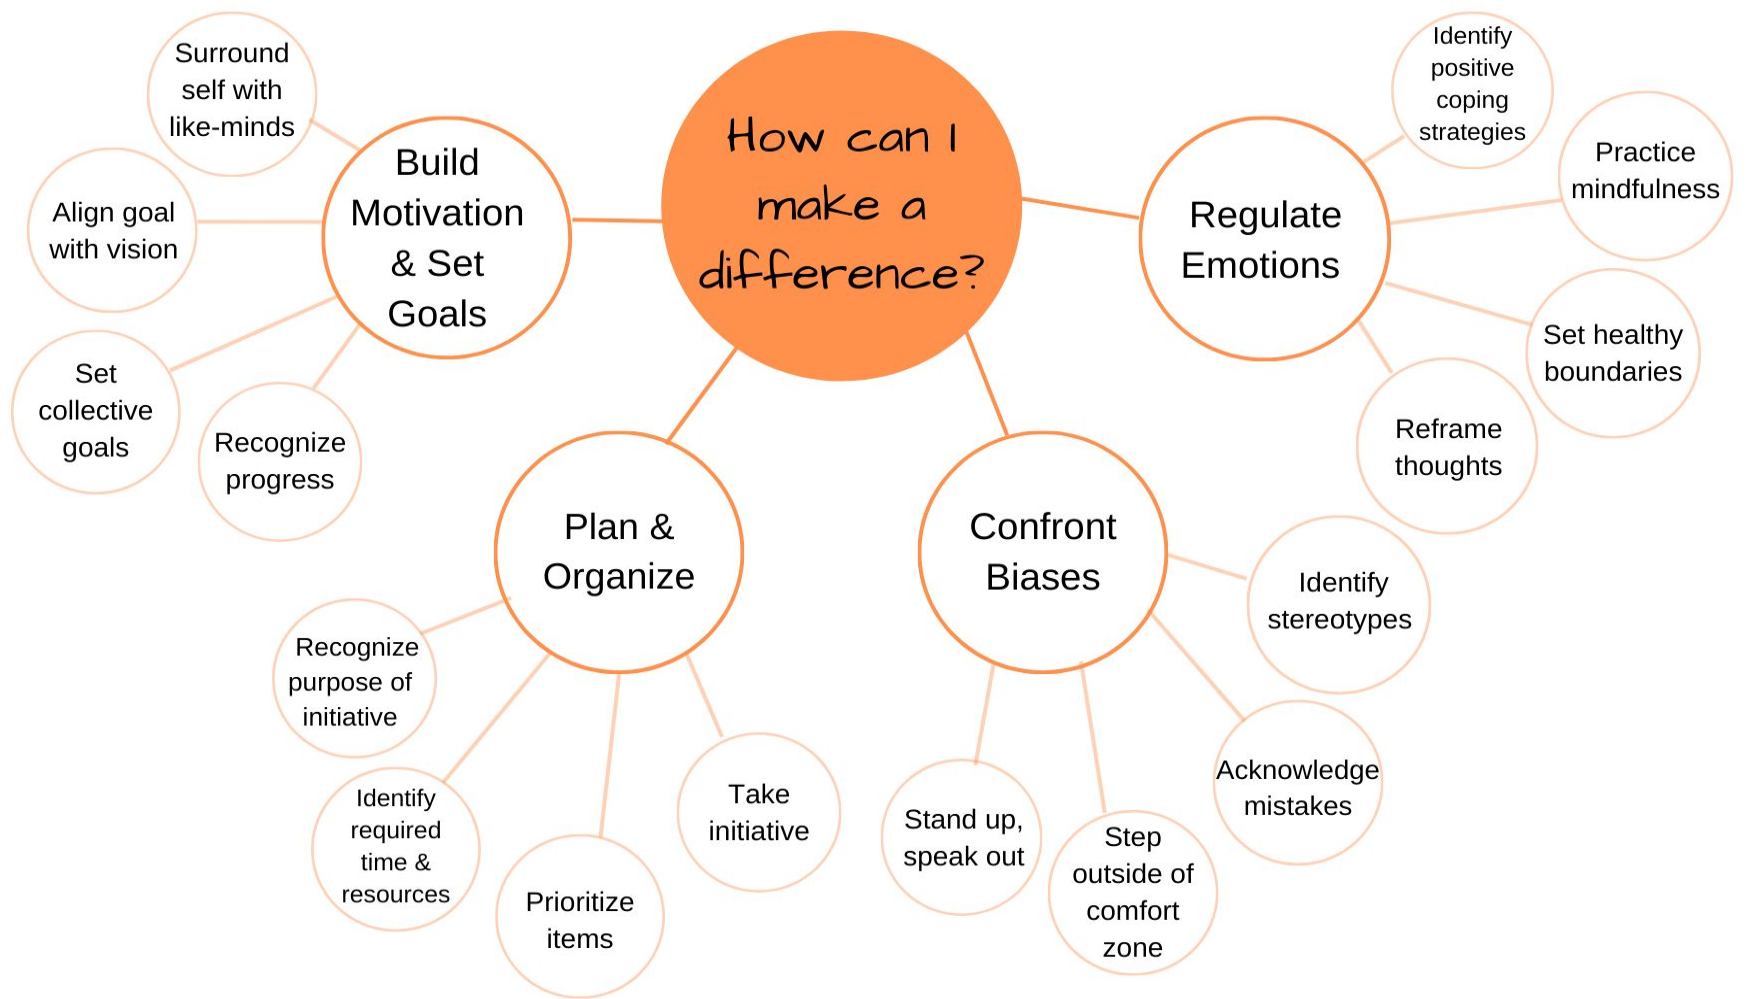 How can I
make a
difference?
Build
Motivation
& Set
Goals
Surround
self with
like-minds
Align goal
with vision
Set
collective
goals
Recognize
progress
Plan &
Organize
Recognize
purpose of
initiative
Identify
required
time &
resources
Prioritize
items
Take
initiative
Confront
Biases
Stand up,
speak out
Step
outside of
comfort
zone
Acknowledge
mistakes
Identify
stereotypes
Regulate
Emotions
Identify
positive
coping
strategies
Practice
mindfulness
Set healthy
boundaries
Reframe
thoughts